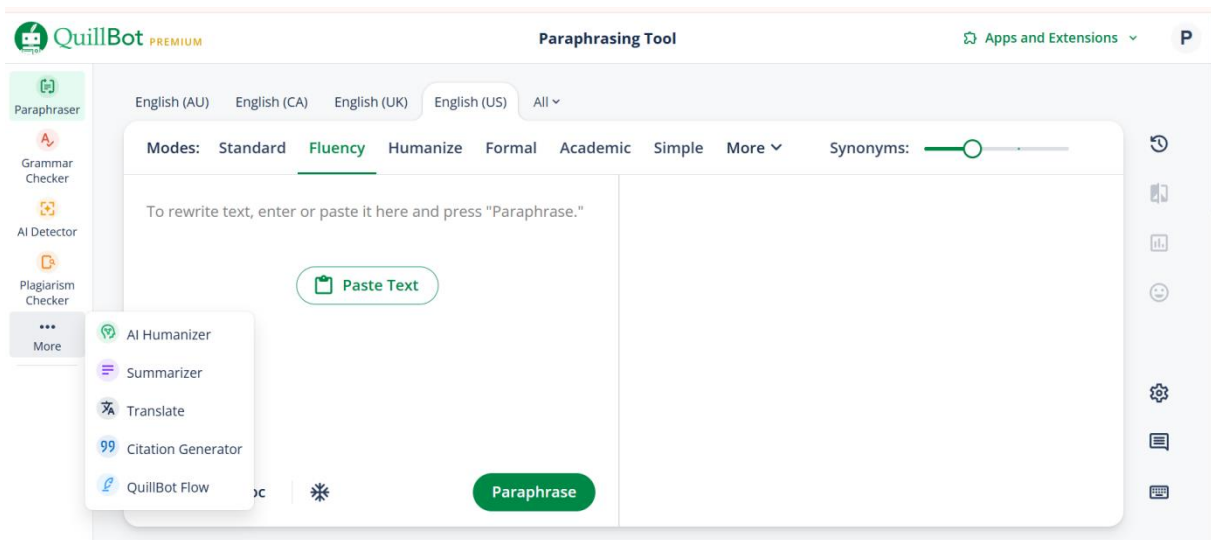 QuillBot PREMIUM
Paraphrasing Tool
Apps and Extensions
P
Paraphraser
Grammar
Checker
AI Detector
Plagiarism
Checker
More
English (AU) English (CA) English (UK) English (US) All
Modes: Standard Fluency Humanize Formal Academic Simple More Synonyms:
To rewrite text, enter or paste it here and press "Paraphrase."
Paste Text
AI Humanizer
Summarizer
Translate
Citation Generator
QuillBot Flow
Paraphrase